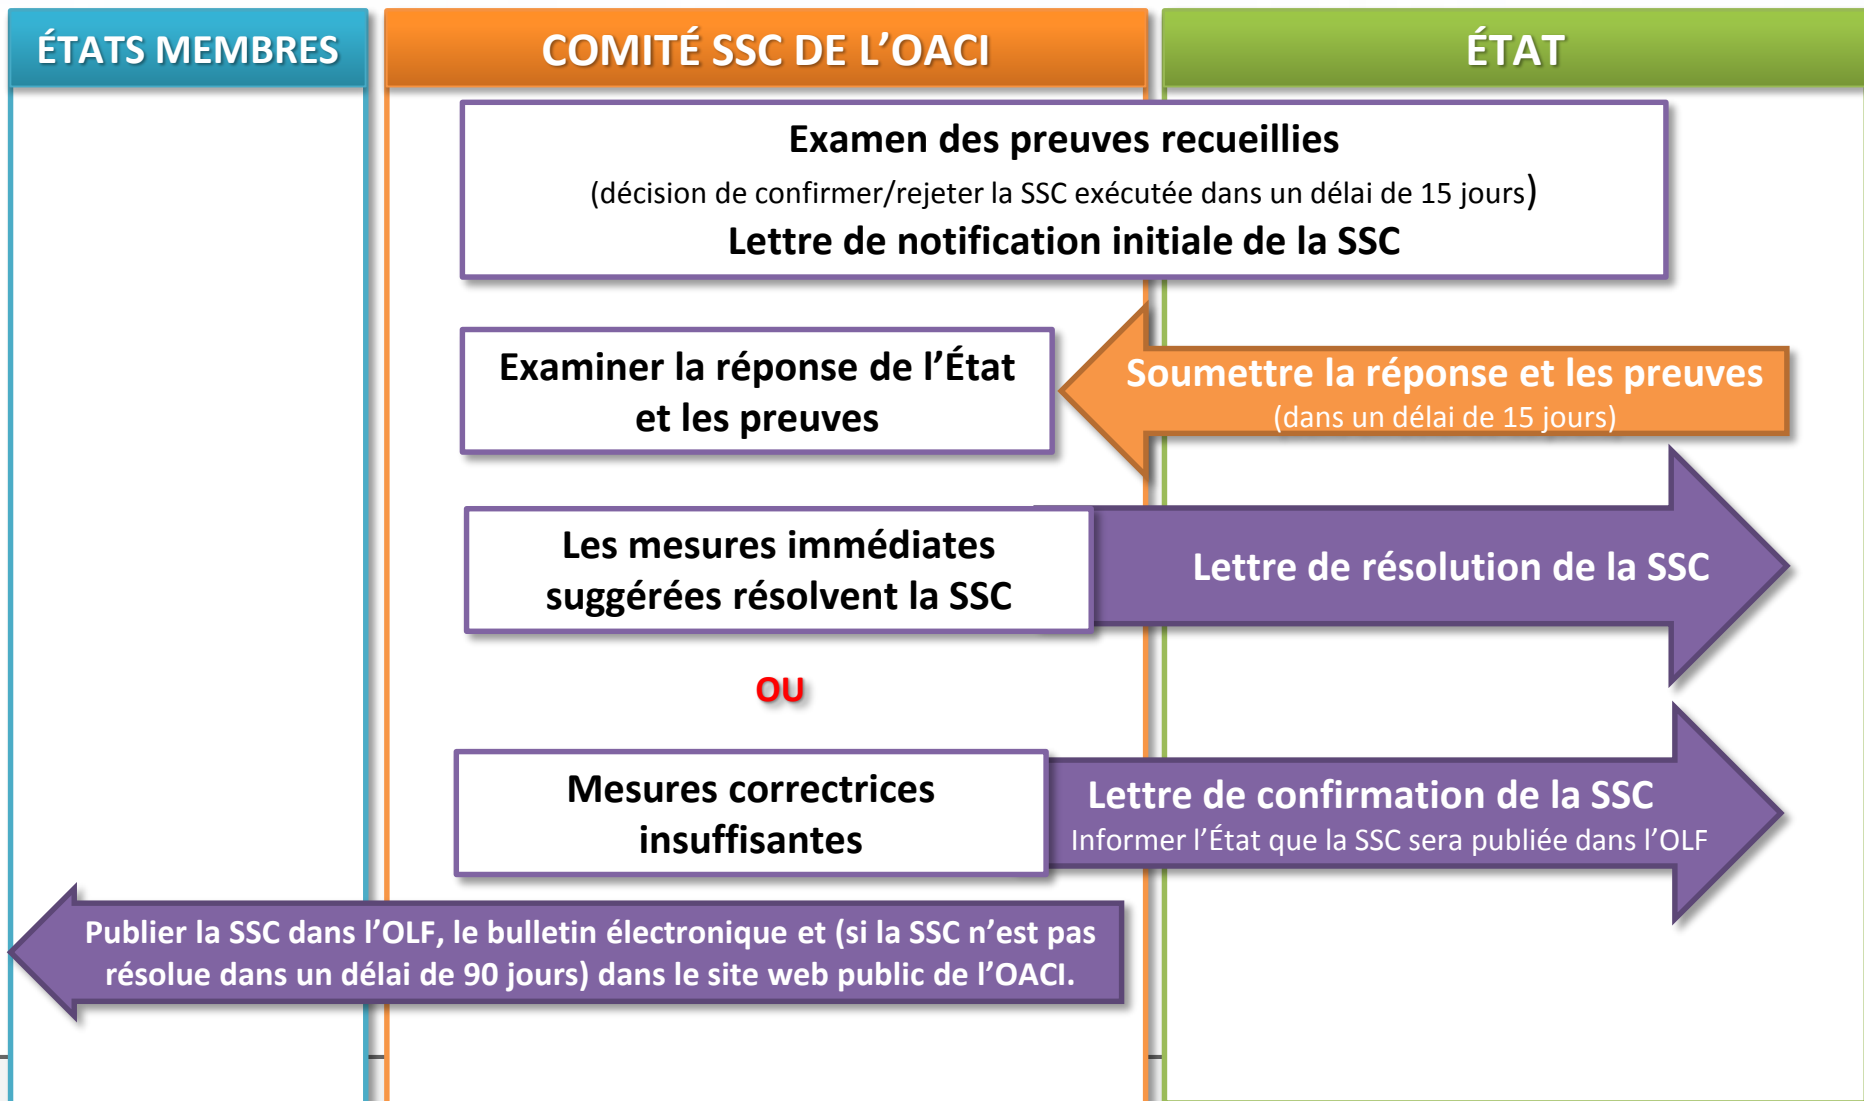 ÉTATS MEMBRES
COMITÉ SSC DE L’OACI
ÉTAT
Examen des preuves recueillies
(décision de confirmer/rejeter la SSC exécutée dans un délai de 15 jours)
Lettre de notification initiale de la SSC
Examiner la réponse de l’État
et les preuves
Soumettre la réponse et les preuves
(dans un délai de 15 jours)
Les mesures immédiates
suggérées résolvent la SSC
Lettre de résolution de la SSC
OU
Mesures correctrices
insuffisantes
Lettre de confirmation de la SSC
Informer l’État que la SSC sera publiée dans l’OLF
Publier la SSC dans l’OLF, le bulletin électronique et (si la SSC n’est pas
résolue dans un délai de 90 jours) dans le site web public de l’OACI.